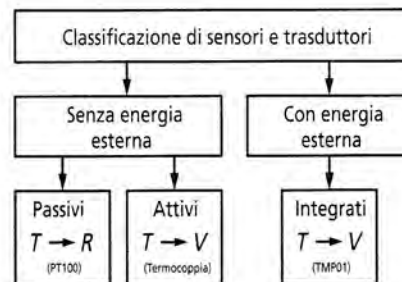 Classificazione di sensori e trasduttori
Senza energia
esterna
Con energia
esterna
Passivi
T → R
(PT100)
Attivi
T → V
(Termocoppia)
Integrati
T → V
(TMP01)